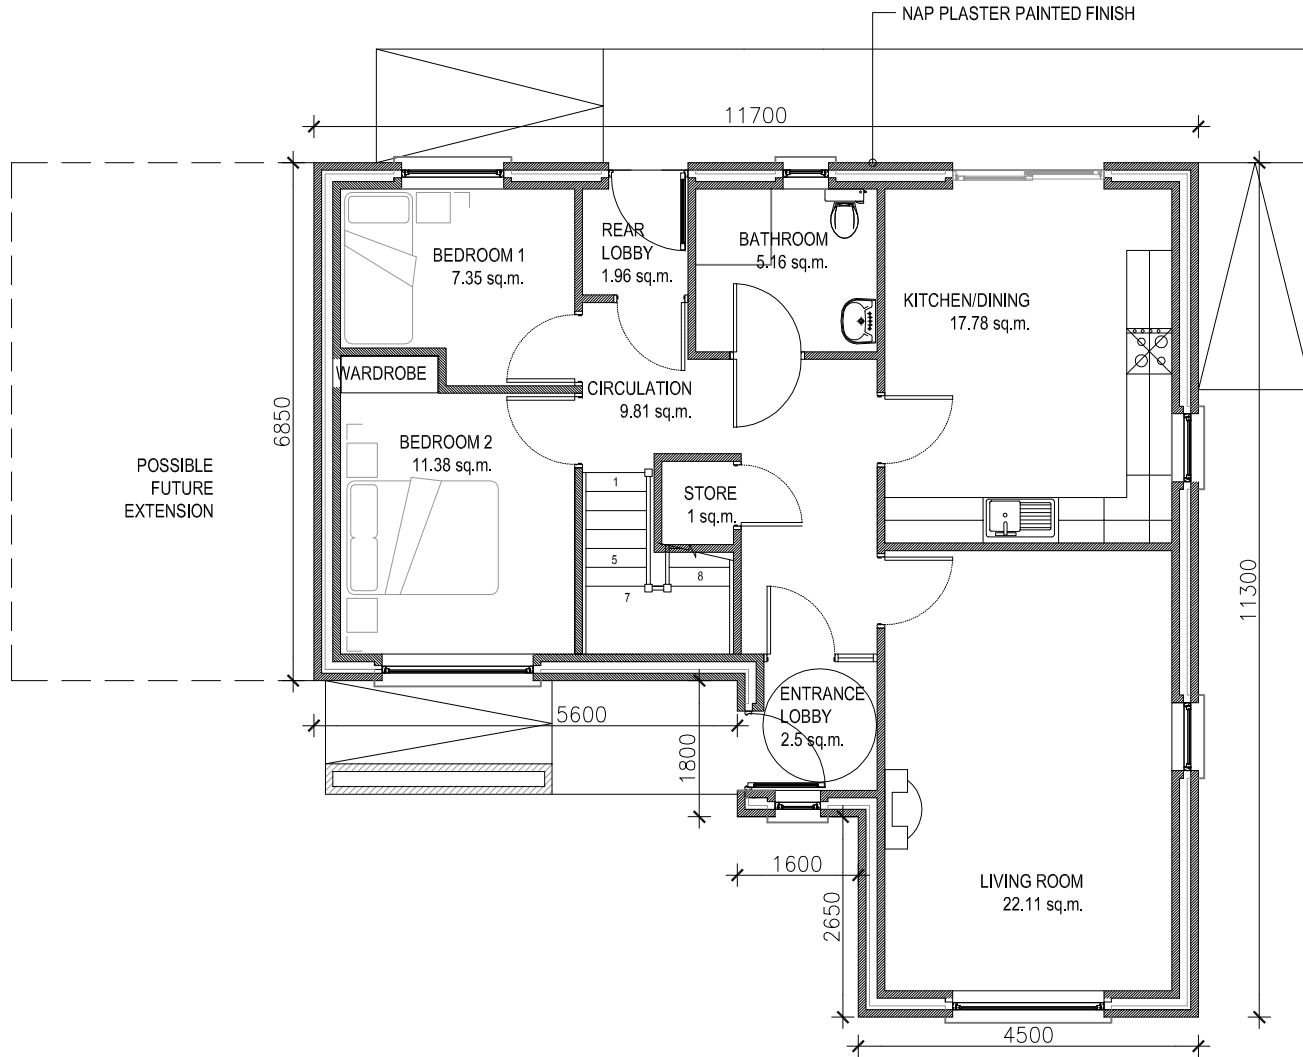 NAP PLASTER PAINTED FINISH
11700
REAR
LOBBY
1.96 sq.m.
BATHROOM
5.16 sq.m.
BEDROOM 1
7.35 sq.m.
KITCHEN/DINING
17.78 sq.m.
WARDROBE
CIRCULATION
9.81 sq.m.
6850
BEDROOM 2
11.38 sq.m.
POSSIBLE
FUTURE
EXTENSION
STORE
1 sq.m.
1
5
8
7
11300
ENTRANCE
LOBBY
2.5 sq.m.
5600
1800
1600
2650
LIVING ROOM
22.11 sq.m.
4500